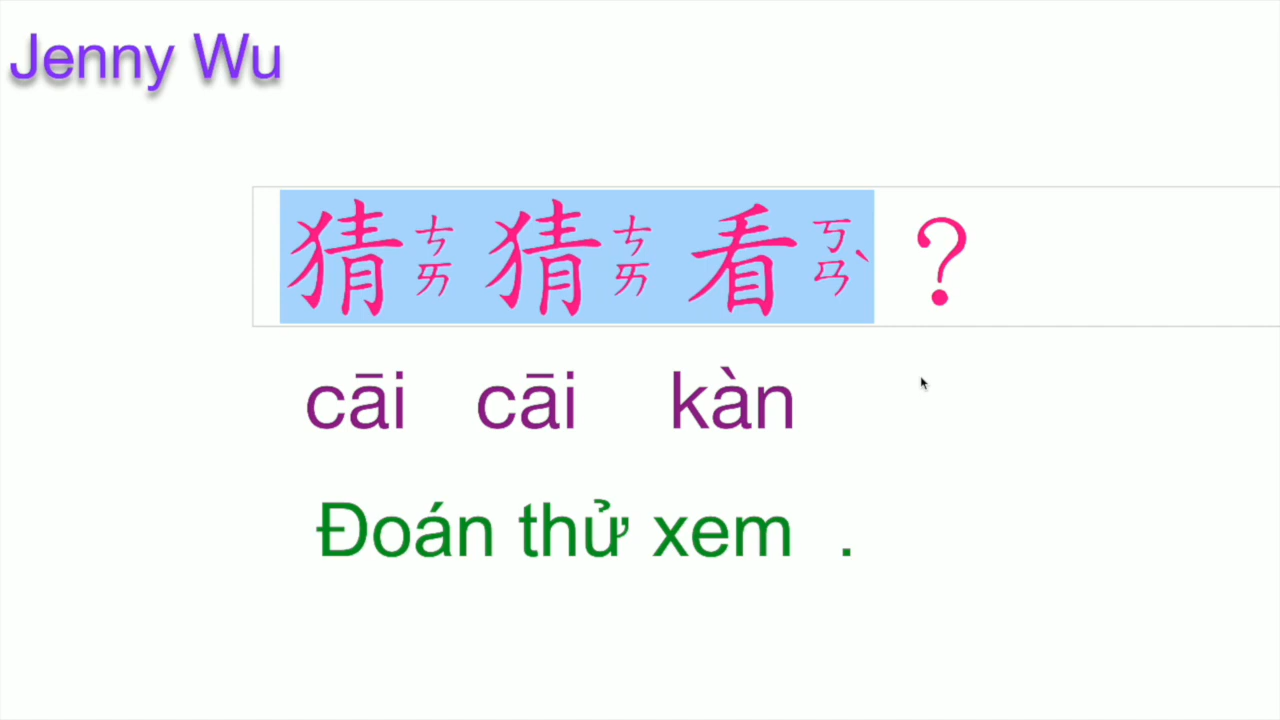 Jenny Wu
猜ㄘㄞ 猜ㄘㄞ 看ㄎㄢˋ ？
cāi cāi kàn
Đoán thử xem .